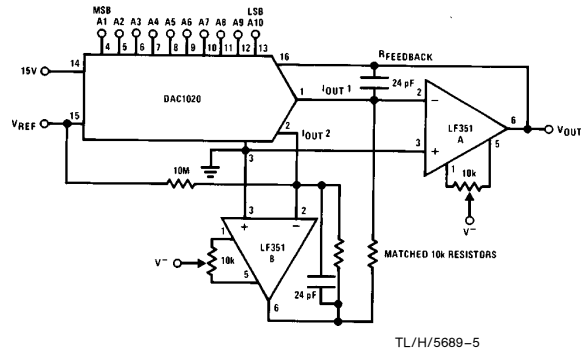 MSB LSB
A1 A2 A3 A4 A5 A6 A7 A8 A9 A10
4 5 6 7 8 9 10 11 12 13
16 RFEEDBACK
15V 14
DAC1020
1 IOUT 1
24 pF
2 −
6 VOUT
LF351
A
VREF 15
2 IOUT 2
3
3 +
1 5
10k
V−
10M
3 2
+ −
1 LF351
B
V− 10k
5
6
24 pF
MATCHED 10k RESISTORS
TL/H/5689–5